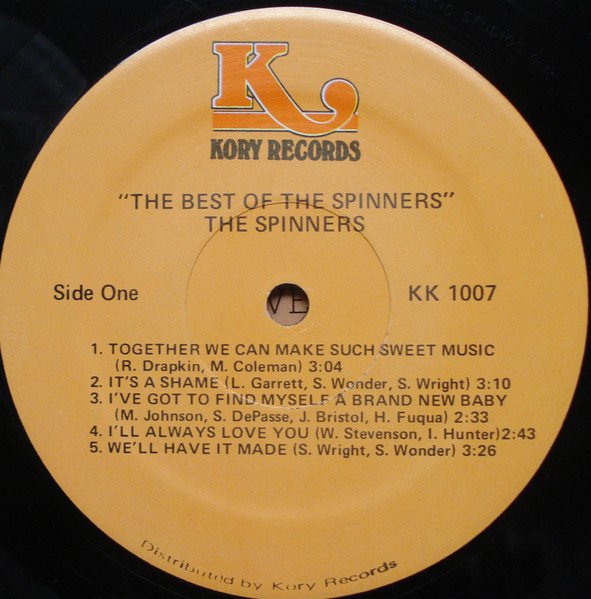 K
KORY RECORDS
"THE BEST OF THE SPINNERS"
THE SPINNERS
Side One
KK 1007
VE
1. TOGETHER WE CAN MAKE SUCH SWEET MUSIC
(R. Drapkin, M. Coleman) 3:04
2. IT'S A SHAME (L. Garrett, S. Wonder, S. Wright) 3:10
3. I'VE GOT TO FIND MYSELF A BRAND NEW BABY
(M. Johnson, S. DePasse, J. Bristol, H. Fuqua) 2:33
4. I'LL ALWAYS LOVE YOU (W. Stevenson, I. Hunter)2:43
5. WE'LL HAVE IT MADE (S. Wright, S. Wonder) 3:26
Distributed by Kory Records